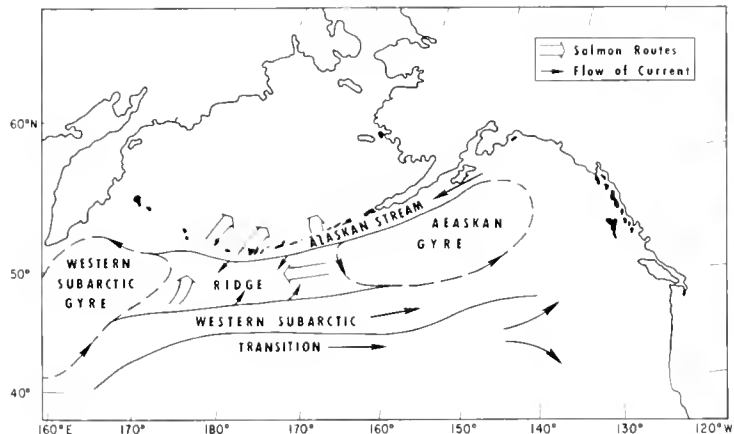 Salmon Routes
Flow of Current
60°N
ALASKAN STREAM
AEASKAN
GYRE
WESTERN
SUBARCTIC
GYRE
50°
RIDGE
WESTERN SUBARCTIC
TRANSITION
40°
160°E 170° 180° 170° 160° 150° 140° 130° 120°W